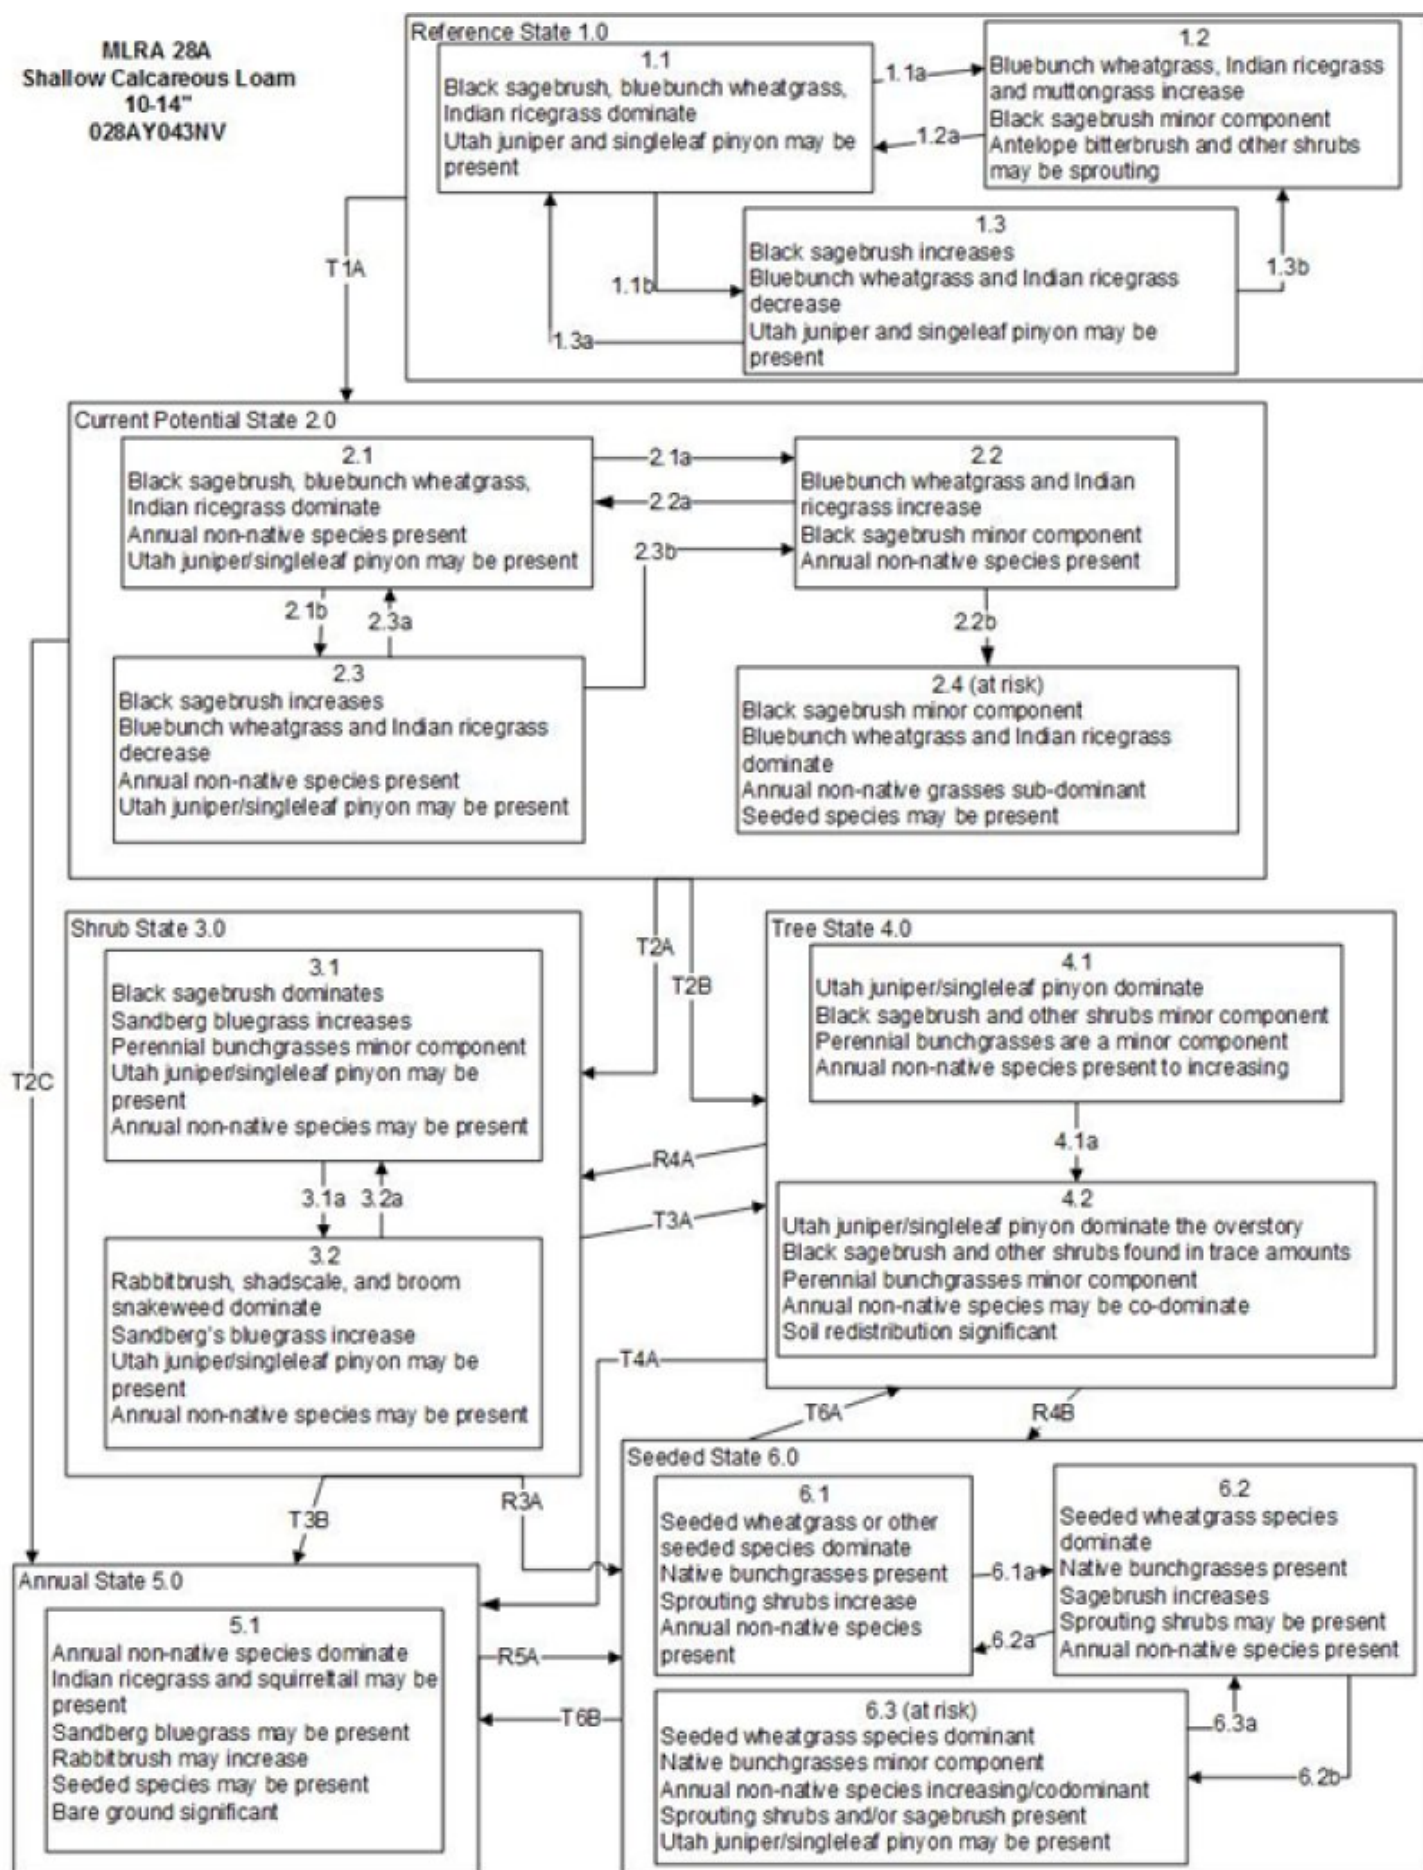 MLRA 28A
Shallow Calcareous Loam
10-14"
028AY043NV
Reference State 1.0
1.1
Black sagebrush, bluebunch wheatgrass,
Indian ricegrass dominate
Utah juniper and singleleaf pinyon may be
present
1.1a
1.2a
1.2
Bluebunch wheatgrass, Indian ricegrass
and muttongrass increase
Black sagebrush minor component
Antelope bitterbrush and other shrubs
may be sprouting
1.3
Black sagebrush increases
Bluebunch wheatgrass and Indian ricegrass
decrease
Utah juniper and singeleaf pinyon may be
present
1.1b
1.3a
1.3b
T1A
Current Potential State 2.0
2.1
Black sagebrush, bluebunch wheatgrass,
Indian ricegrass dominate
Annual non-native species present
Utah juniper/singleleaf pinyon may be present
2.1a
2.2a
2.3b
2.2
Bluebunch wheatgrass and Indian
ricegrass increase
Black sagebrush minor component
Annual non-native species present
2.1b
2.3a
2.2b
2.3
Black sagebrush increases
Bluebunch wheatgrass and Indian ricegrass
decrease
Annual non-native species present
Utah juniper/singleleaf pinyon may be present
2.4 (at risk)
Black sagebrush minor component
Bluebunch wheatgrass and Indian ricegrass
dominate
Annual non-native grasses sub-dominant
Seeded species may be present
T2A
T2B
T2C
Shrub State 3.0
3.1
Black sagebrush dominates
Sandberg bluegrass increases
Perennial bunchgrasses minor component
Utah juniper/singleleaf pinyon may be
present
Annual non-native species may be present
3.1a
3.2a
3.2
Rabbitbrush, shadscale, and broom
snakeweed dominate
Sandberg's bluegrass increase
Utah juniper/singleleaf pinyon may be
present
Annual non-native species may be present
Tree State 4.0
4.1
Utah juniper/singleleaf pinyon dominate
Black sagebrush and other shrubs minor component
Perennial bunchgrasses are a minor component
Annual non-native species present to increasing
4.1a
4.2
Utah juniper/singleleaf pinyon dominate the overstory
Black sagebrush and other shrubs found in trace amounts
Perennial bunchgrasses minor component
Annual non-native species may be co-dominate
Soil redistribution significant
R4A
T3A
T4A
T6A
R4B
R3A
T3B
Annual State 5.0
5.1
Annual non-native species dominate
Indian ricegrass and squirreltail may be
present
Sandberg bluegrass may be present
Rabbitbrush may increase
Seeded species may be present
Bare ground significant
R5A
T6B
Seeded State 6.0
6.1
Seeded wheatgrass or other
seeded species dominate
Native bunchgrasses present
Sprouting shrubs increase
Annual non-native species
present
6.1a
6.2a
6.2
Seeded wheatgrass species
dominate
Native bunchgrasses present
Sagebrush increases
Sprouting shrubs may be present
Annual non-native species present
6.3 (at risk)
Seeded wheatgrass species dominant
Native bunchgrasses minor component
Annual non-native species increasing/codominant
Sprouting shrubs and/or sagebrush present
Utah juniper/singleleaf pinyon may be present
6.3a
6.2b